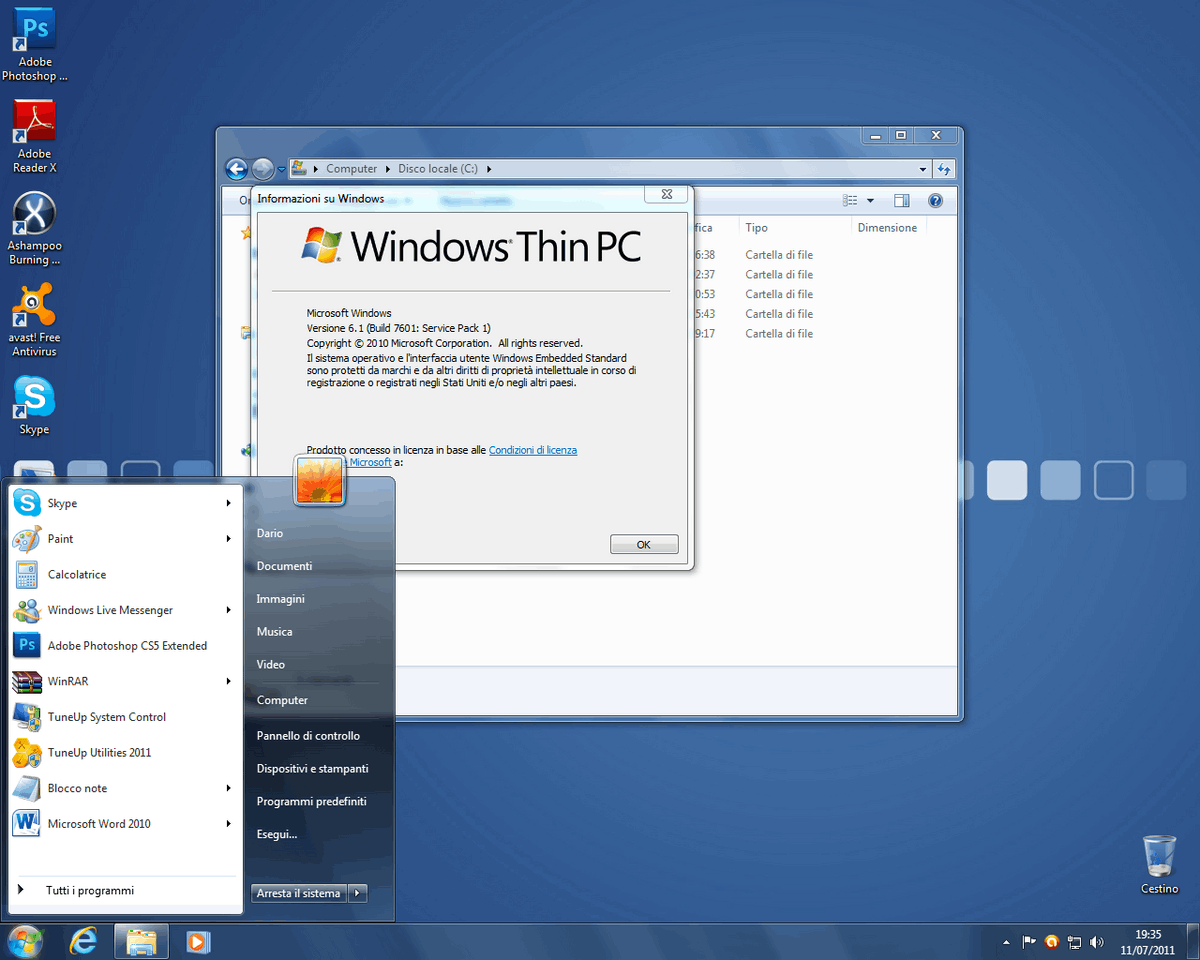 Ps
Adobe
Photoshop ...
Adobe
Reader X
Ashampoo
Burning ...
avast! Free
Antivirus
Skype
Computer
Disco locale (C:)
Informazioni su Windows
Tipo
Dimensione
6:38
Cartella di file
2:37
Cartella di file
0:53
Cartella di file
5:43
Cartella di file
9:17
Cartella di file
Windows® Thin PC
Microsoft Windows
Versione 6.1 (Build 7601: Service Pack 1)
Copyright © 2010 Microsoft Corporation. All rights reserved.
Il sistema operativo e l'interfaccia utente Windows Embedded Standard
sono protetti da marchi e da altri diritti di proprietà intellettuale in corso di
registrazione o registrati negli Stati Uniti e/o negli altri paesi.
Prodotto concesso in licenza in base alle Condizioni di licenza
Microsoft a:
OK
Skype
Paint
Calcolatrice
Windows Live Messenger
Adobe Photoshop CS5 Extended
WinRAR
TuneUp System Control
TuneUp Utilities 2011
Blocco note
Microsoft Word 2010
Tutti i programmi
Dario
Documenti
Immagini
Musica
Video
Computer
Pannello di controllo
Dispositivi e stampanti
Programmi predefiniti
Esegui...
Arresta il sistema
Cestino
19:35
11/07/2011